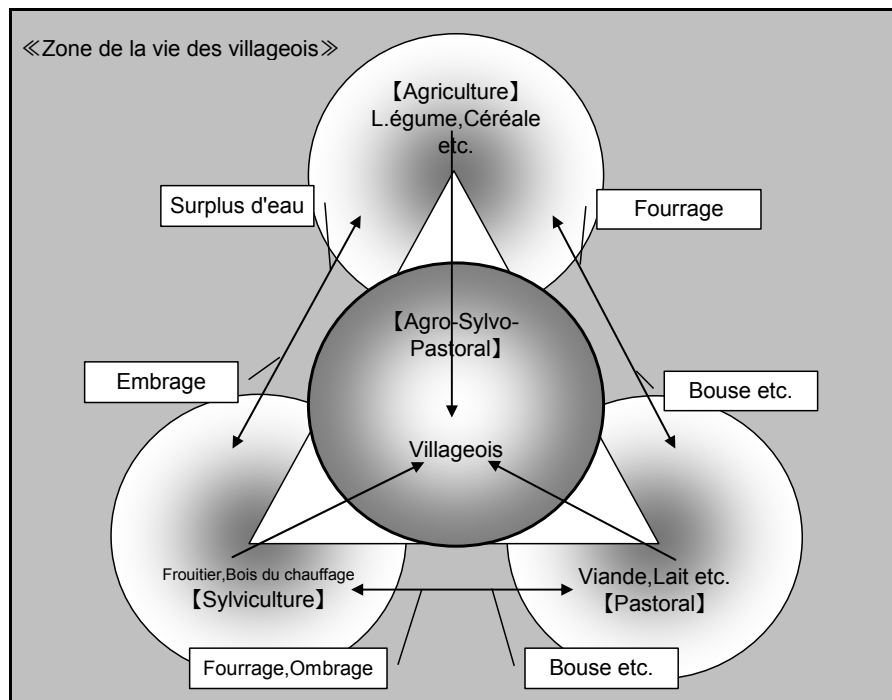 ≪Zone de la vie des villageois≫
【Agriculture】
L.égume,Céréale
etc.
Surplus d'eau
Fourrage
【Agro-Sylvo-
Pastoral】
Embrage
Bouse etc.
Villageois
Frouitier,Bois du chauffage
【Sylviculture】
Viande,Lait etc.
【Pastoral】
Fourrage,Ombrage
Bouse etc.